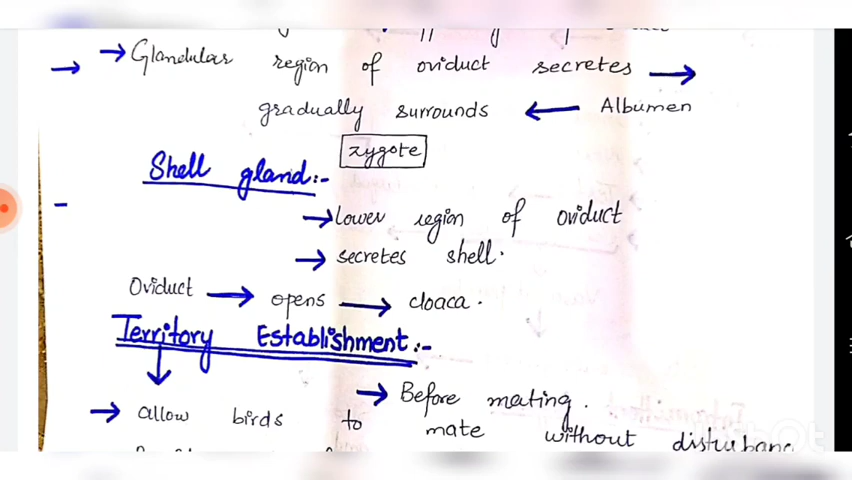 → → Glandular region of oviduct secretes →
gradually surrounds ← Albumen
zygote
Shell gland:-
→ lower region of oviduct
→ secretes shell.
Oviduct → opens → cloaca.
Territory Establishment:-
→ Before mating.
→ allow birds to mate without disturbanc